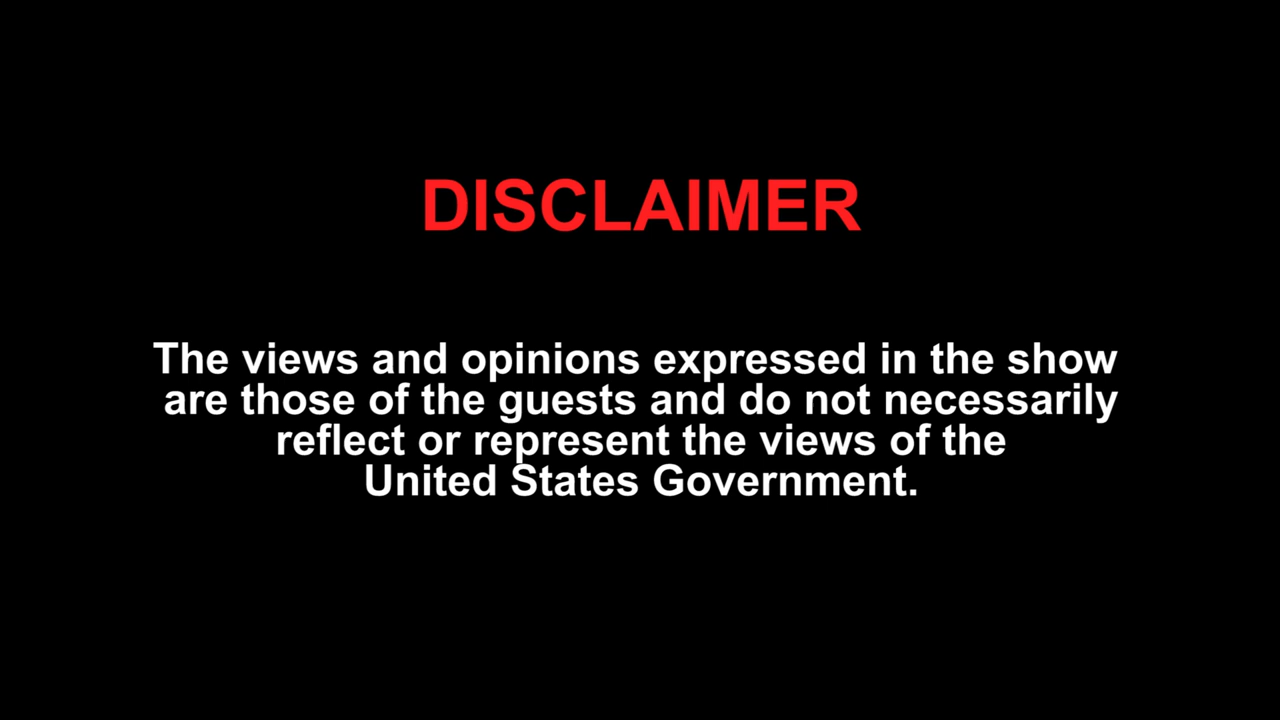 DISCLAIMER
The views and opinions expressed in the show
are those of the guests and do not necessarily
reflect or represent the views of the
United States Government.